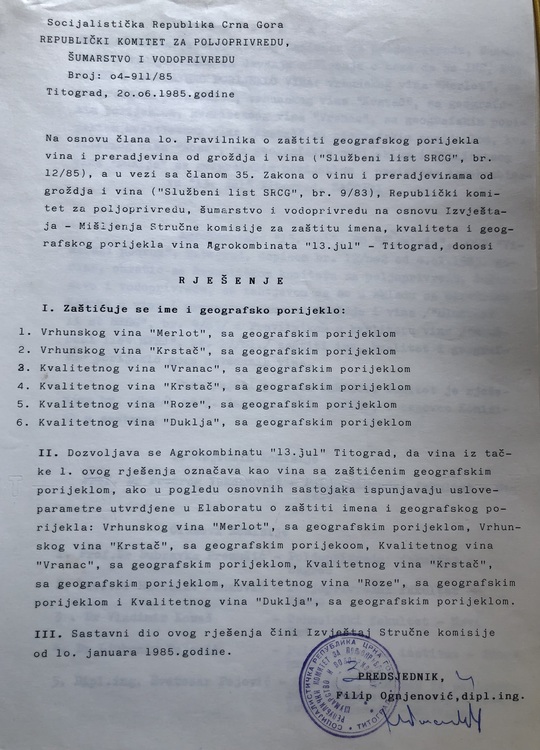 Socijalistička Republika Crna Gora
REPUBLIČKI KOMITET ZA POLJOPRIVREDU,
ŠUMARSTVO I VODOPRIVREDU
Broj: o4-911/85
Titograd, 2o.o6.1985.godine
Na osnovu člana lo. Pravilnika o zaštiti geografskog porijekla
vina i preradjevina od groždja i vina ("Službeni list SRCG", br.
12/85), a u vezi sa članom 35. Zakona o vinu i preradjevinama od
groždja i vina ("Službeni list SRCG", br. 9/83), Republički komi-
tet za poljoprivredu, šumarstvo i vodoprivredu na osnovu Izvješta-
ja - Mišljenja Stručne komisije za zaštitu imena, kvaliteta i geog-
rafskog porijekla vina Agrokombinata "13.jul" - Titograd, donosi
R J E Š E N J E
I. Zaštićuje se ime i geografsko porijeklo:
1. Vrhunskog vina "Merlot", sa geografskim porijeklom
2. Vrhunskog vina "Krstač", sa geografskim porijeklom
3. Kvalitetnog vina "Vranac", sa geografskim porijeklom
4. Kvalitetnog vina "Krstač", sa geografskim porijeklom
5. Kvalitetnog vina "Roze", sa geografskim porijeklom
6. Kvalitetnog vina "Duklja", sa geografskim porijeklom
II. Dozvoljava se Agrokombinatu "13.jul" Titograd, da vina iz tač-
ke 1. ovog rješenja označava kao vina sa zaštićenim geografskim
porijeklom, ako u pogledu osnovnih sastojaka ispunjavaju uslove-
parametre utvrdjene u Elaboratu o zaštiti imena i geografskog po-
rijekla: Vrhunskog vina "Merlot", sa geografskim porijeklom, Vrhun-
skog vina "Krstač", sa geografskim porijekoom, Kvalitetnog vina
"Vranac", sa geografskim porijeklom, Kvalitetnog vina "Krstač",
sa geografskim porijeklom, Kvalitetnog vina "Roze", sa geografskim
porijeklom i Kvalitetnog vina "Duklja", sa geografskim porijeklom.
III. Sastavni dio ovog rješenja čini Izvještaj Stručne komisije
od lo. januara 1985.godine.
PREDSJEDNIK,
Filip Ognjenović,dipl.ing.
СОЦИЈАЛИСТИЧКА РЕПУБЛИКА ЦРНА ГОРА